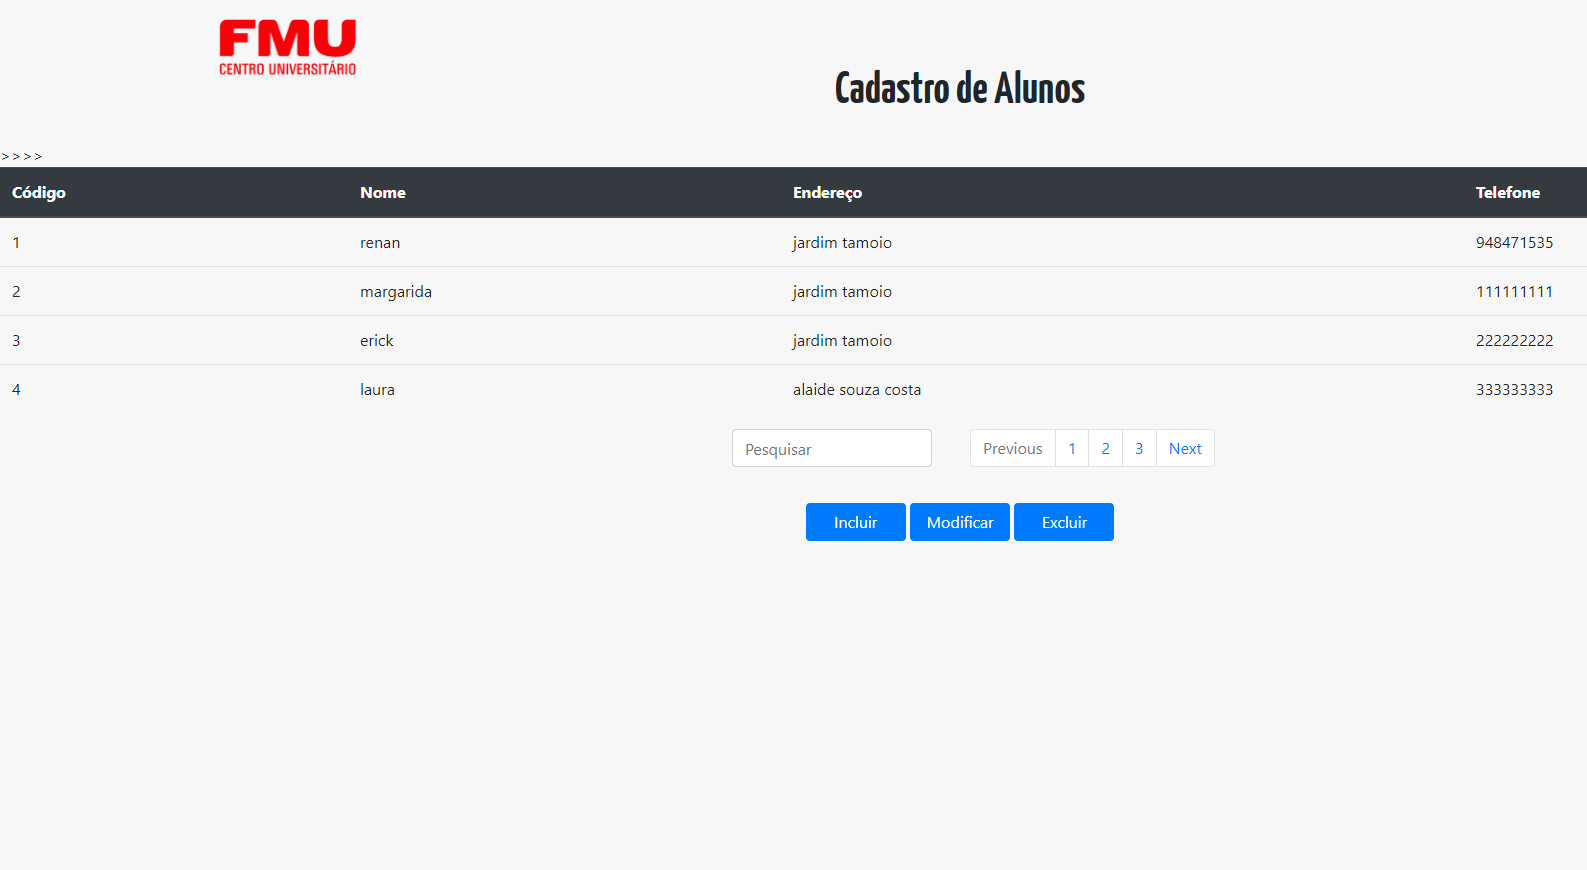 FMU
CENTRO UNIVERSITÁRIO
Cadastro de Alunos
>>>>
Código Nome Endereço Telefone
1 renan jardim tamoio 948471535
2 margarida jardim tamoio 111111111
3 erick jardim tamoio 222222222
4 laura alaide souza costa 333333333
Pesquisar Previous 1 2 3 Next
Incluir Modificar Excluir